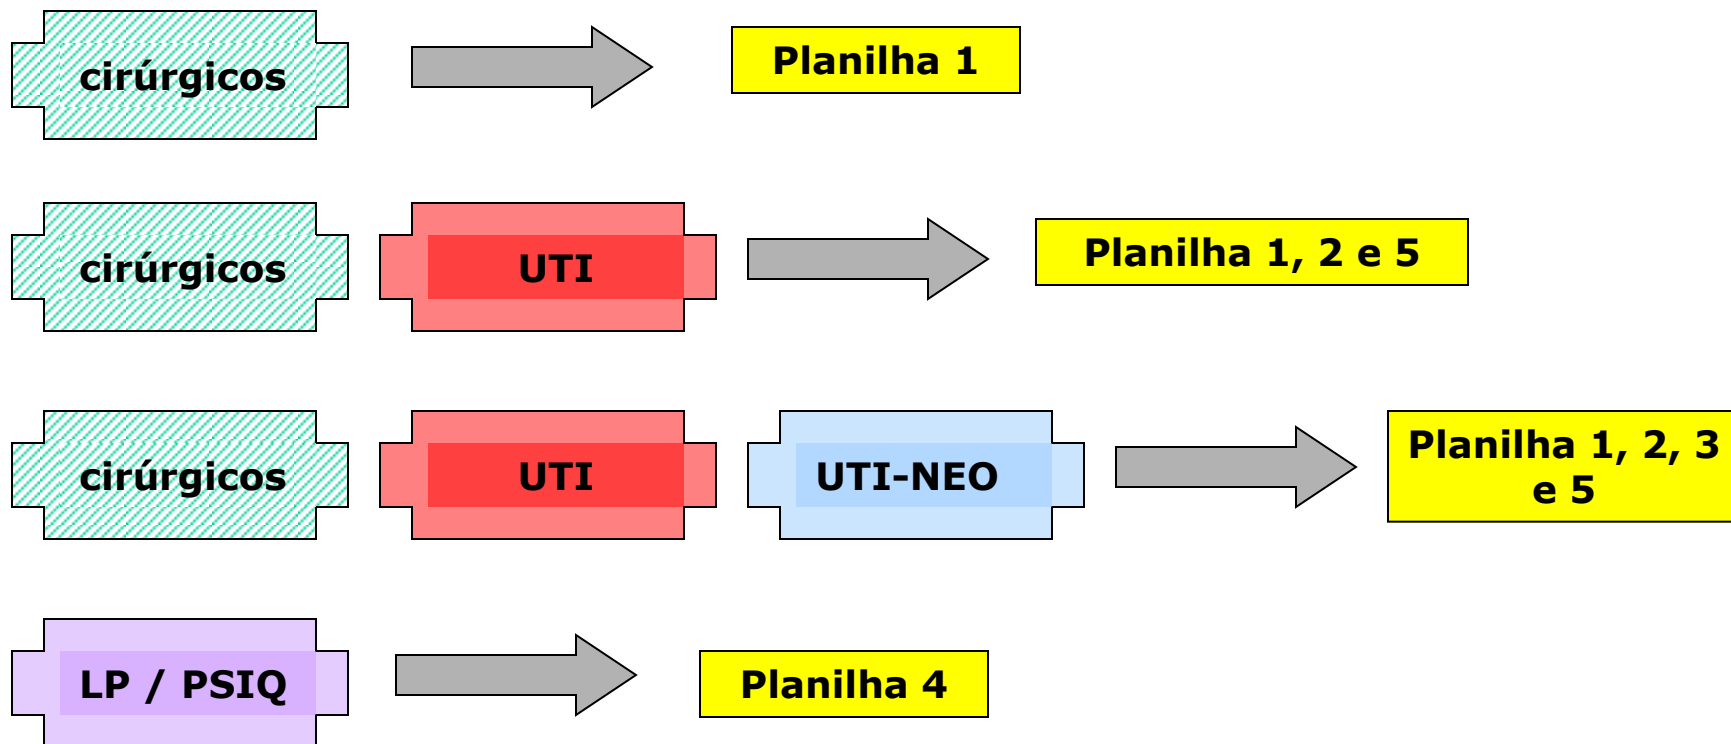 cirúrgicos
Planilha 1
cirúrgicos
UTI
Planilha 1, 2 e 5
cirúrgicos
UTI
UTI-NEO
Planilha 1, 2, 3
e 5
LP / PSIQ
Planilha 4